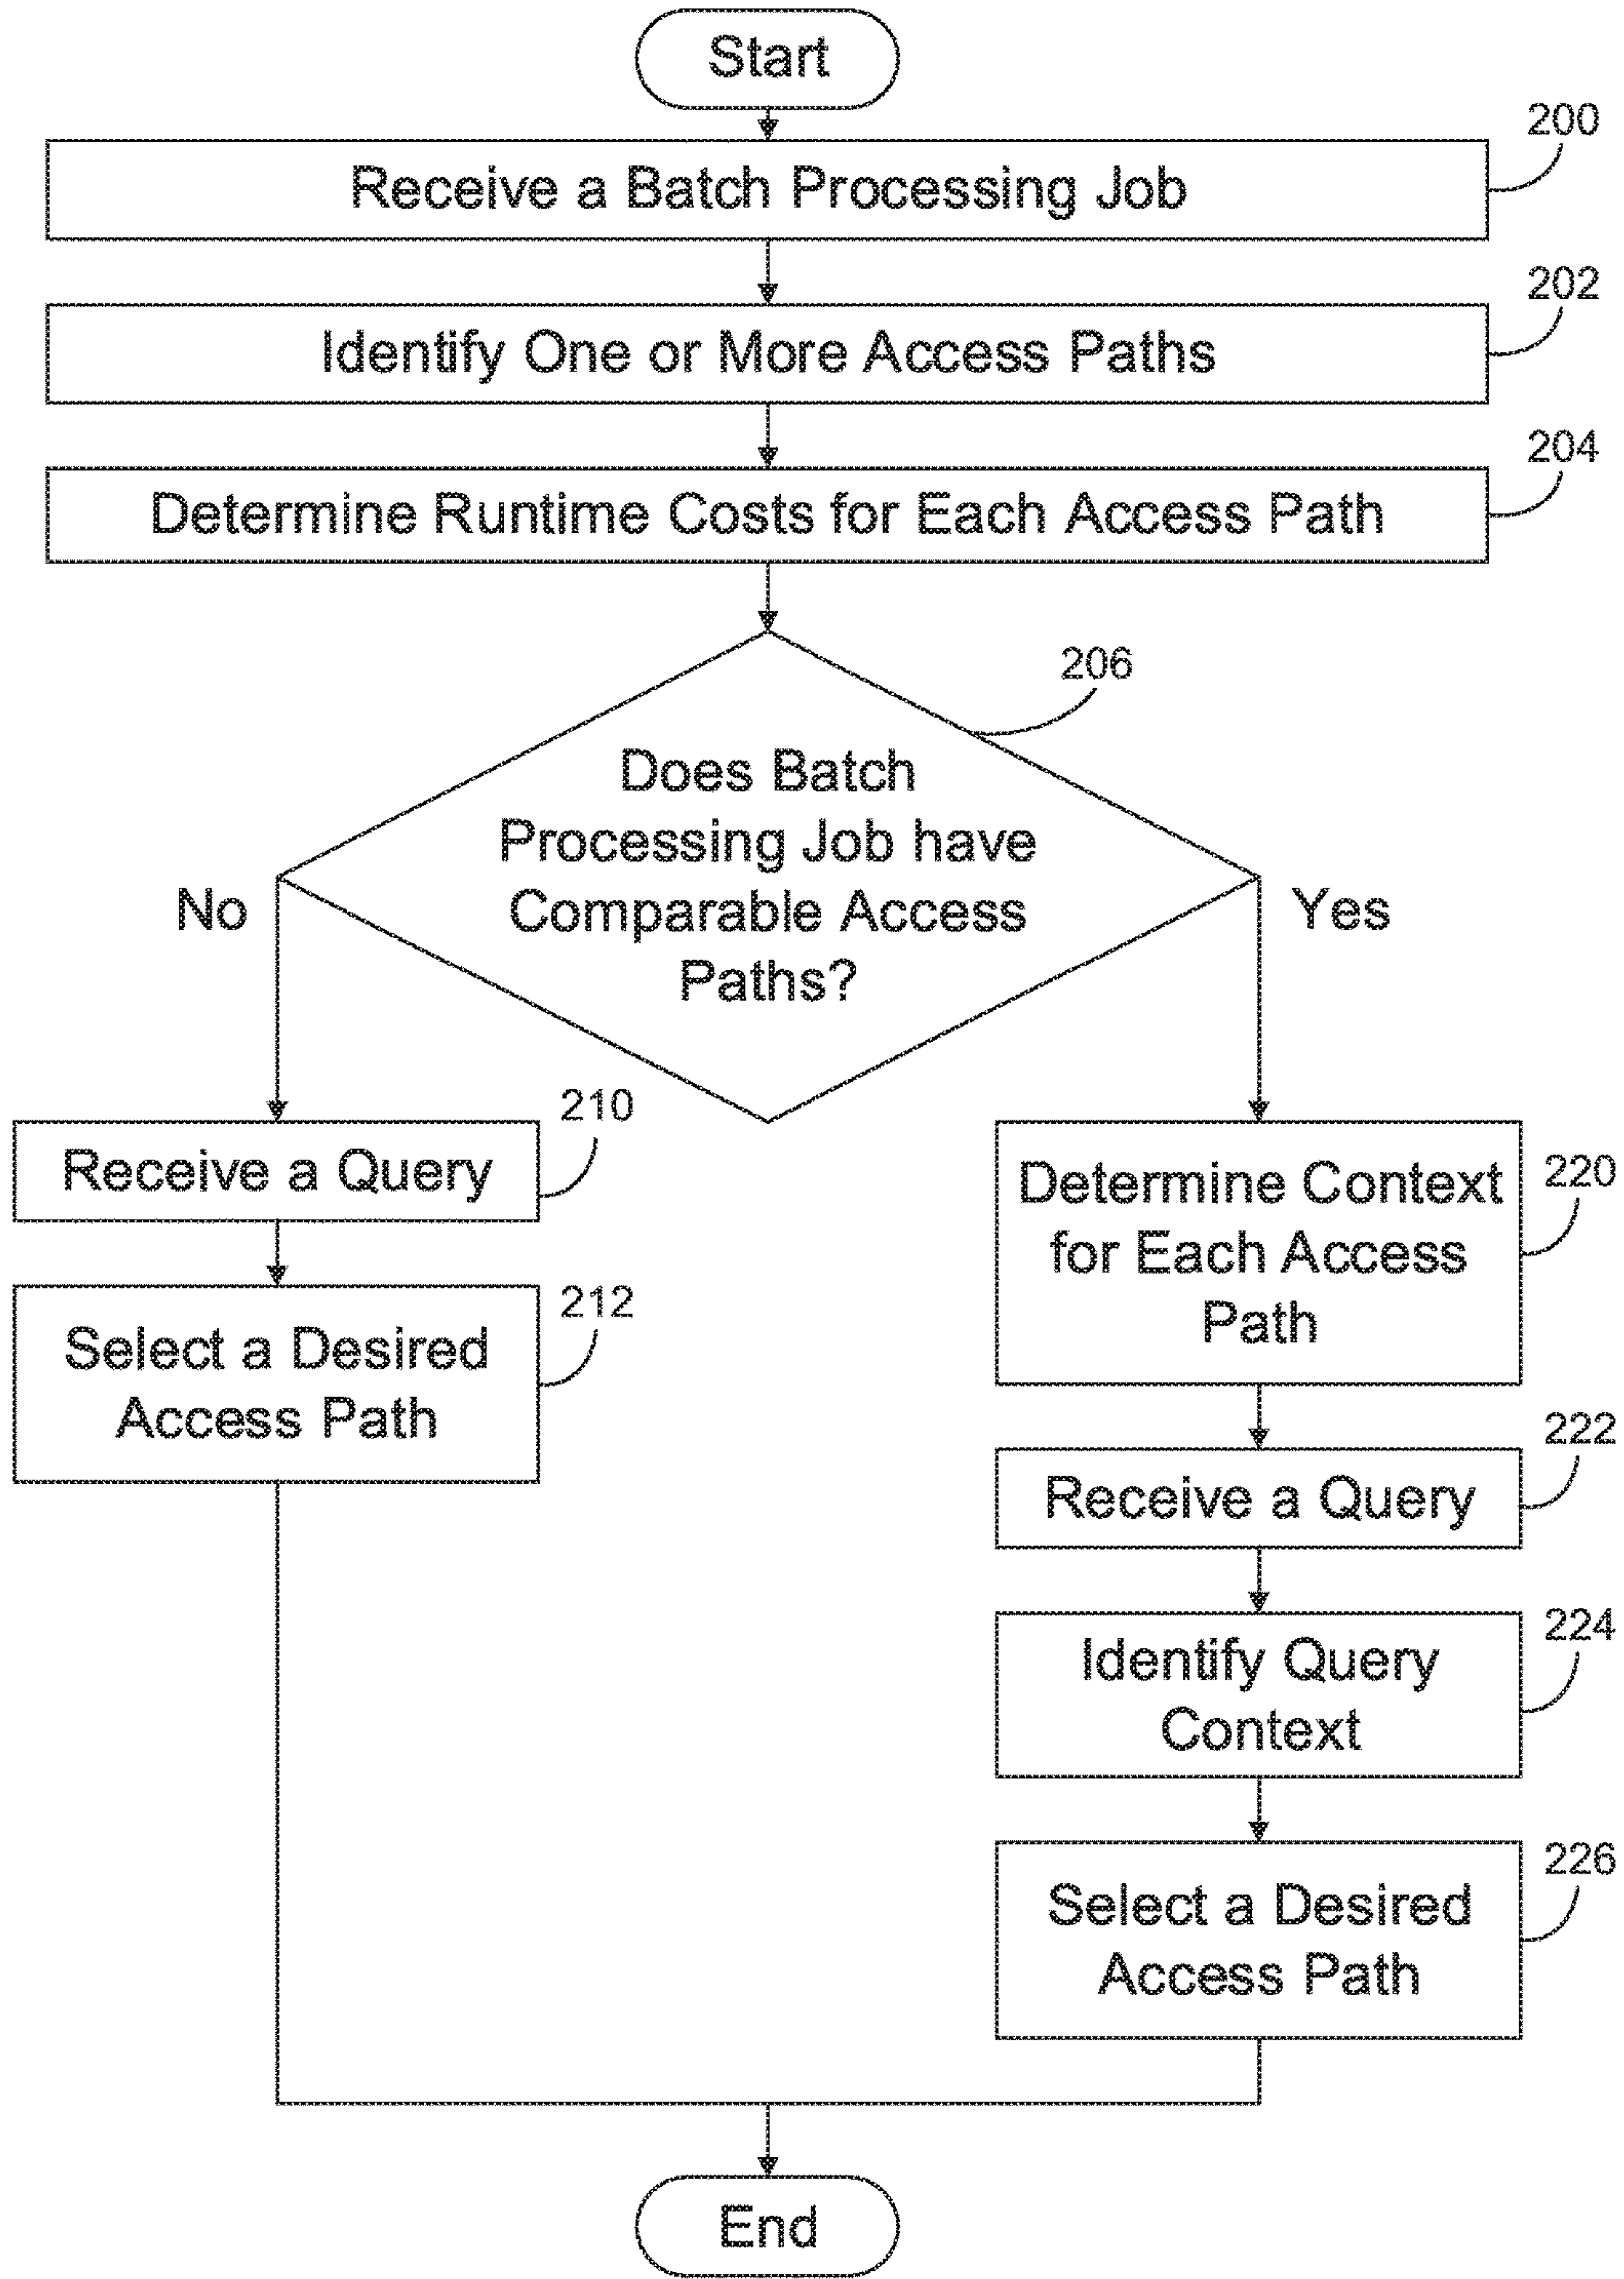 Start
200
Receive a Batch Processing Job
202
Identify One or More Access Paths
204
Determine Runtime Costs for Each Access Path
206
Does Batch
Processing Job have
Comparable Access
Paths?
No
Yes
210
Receive a Query
212
Select a Desired
Access Path
220
Determine Context
for Each Access
Path
222
Receive a Query
224
Identify Query
Context
226
Select a Desired
Access Path
End